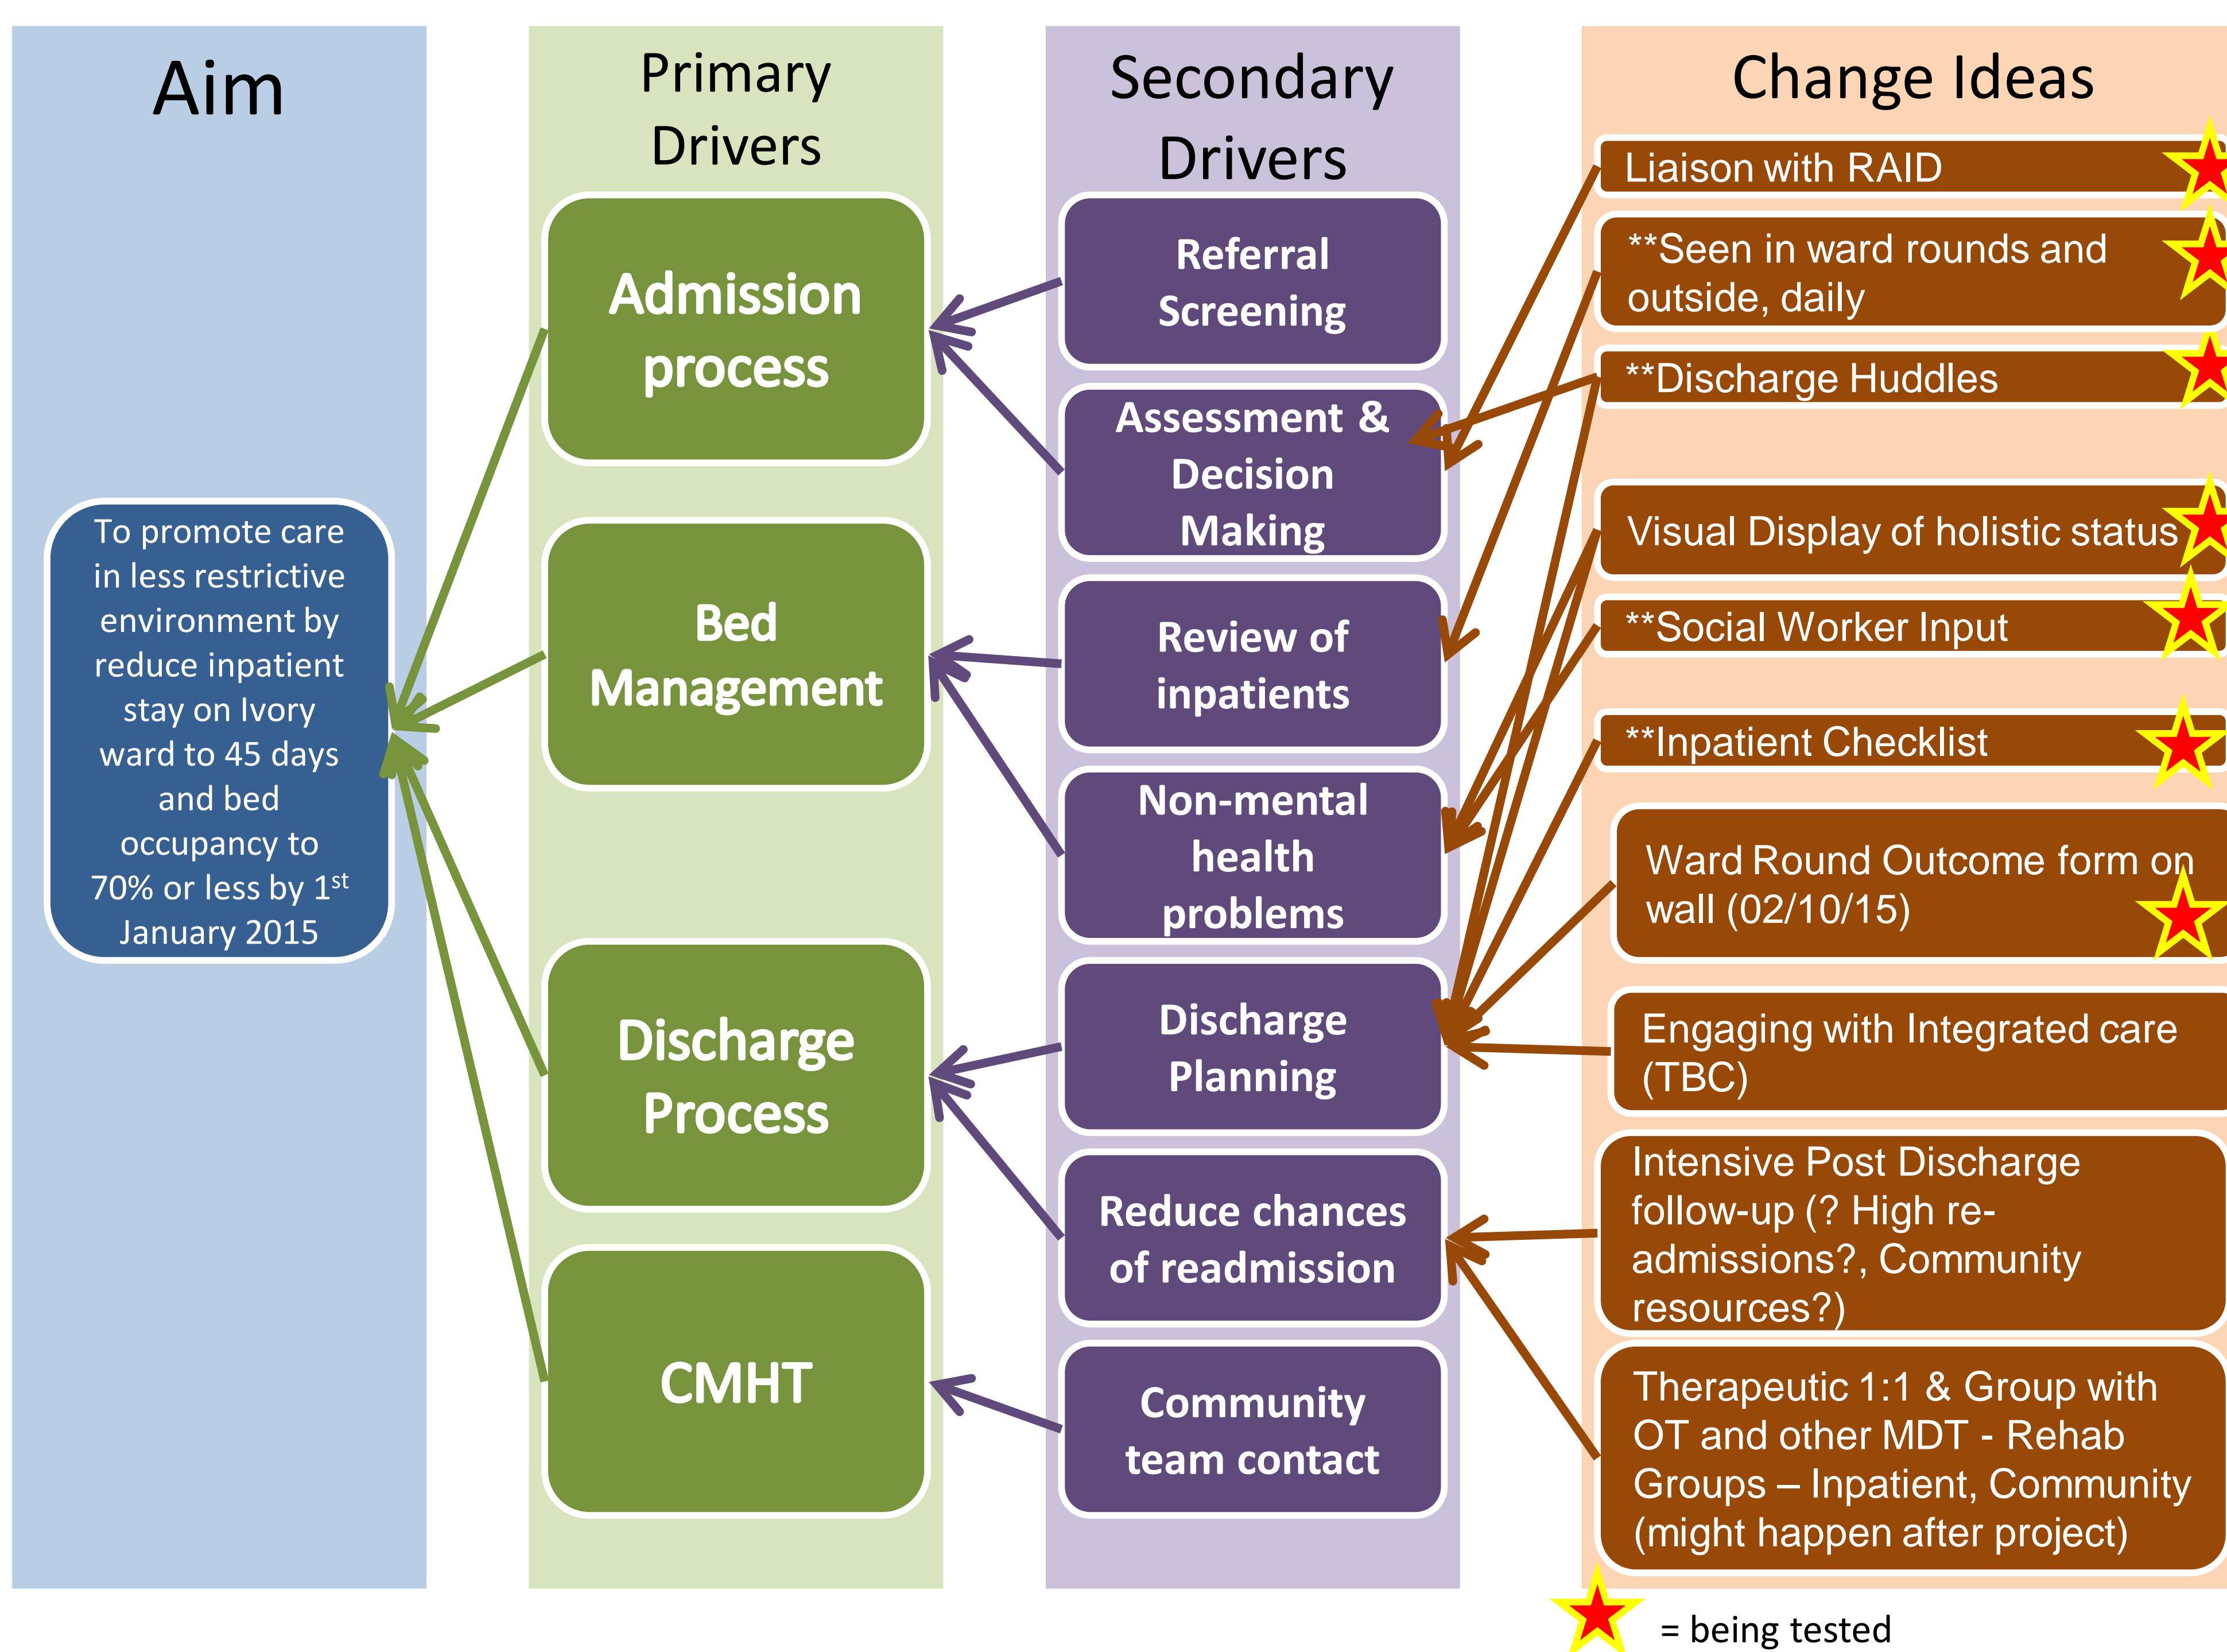 Aim
To promote care
in less restrictive
environment by
reduce inpatient
stay on Ivory
ward to 45 days
and bed
occupancy to
70% or less by 1st
January 2015
Primary
Drivers
Admission
process
Bed
Management
Discharge
Process
CMHT
Secondary
Drivers
Referral
Screening
Assessment &
Decision
Making
Review of
inpatients
Non-mental
health
problems
Discharge
Planning
Reduce chances
of readmission
Community
team contact
Change Ideas
Liaison with RAID
**Seen in ward rounds and
outside, daily
**Discharge Huddles
Visual Display of holistic status
**Social Worker Input
**Inpatient Checklist
Ward Round Outcome form on
wall (02/10/15)
Engaging with Integrated care
(TBC)
Intensive Post Discharge
follow-up (? High re-
admissions?, Community
resources?)
Therapeutic 1:1 & Group with
OT and other MDT - Rehab
Groups – Inpatient, Community
(might happen after project)
= being tested